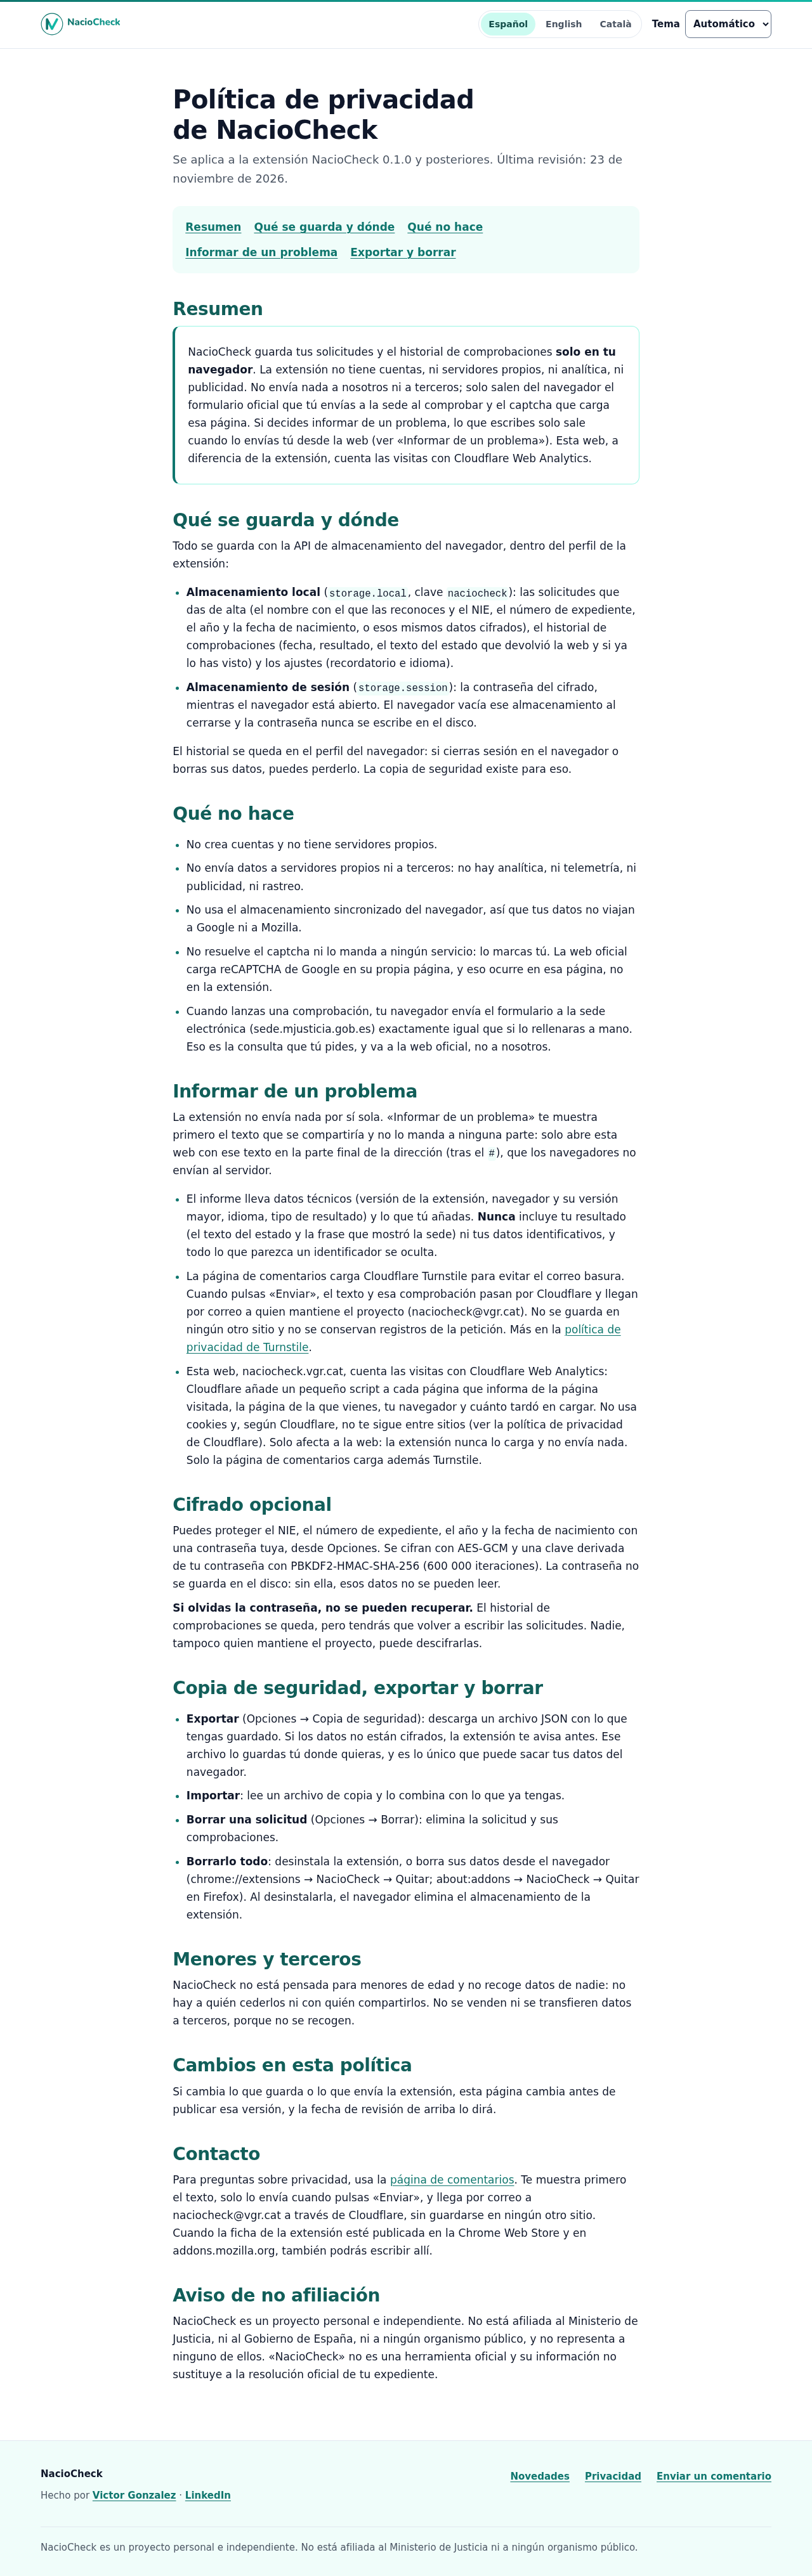 NacioCheck
Español English Català Tema Automático
Política de privacidad
de NacioCheck
Se aplica a la extensión NacioCheck 0.1.0 y posteriores. Última revisión: 23 de
noviembre de 2026.
Resumen Qué se guarda y dónde Qué no hace
Informar de un problema Exportar y borrar
Resumen
NacioCheck guarda tus solicitudes y el historial de comprobaciones solo en tu
navegador. La extensión no tiene cuentas, ni servidores propios, ni analítica, ni
publicidad. No envía nada a nosotros ni a terceros; solo salen del navegador el
formulario oficial que tú envías a la sede al comprobar y el captcha que carga
esa página. Si decides informar de un problema, lo que escribes solo sale
cuando lo envías tú desde la web (ver «Informar de un problema»). Esta web, a
diferencia de la extensión, cuenta las visitas con Cloudflare Web Analytics.
Qué se guarda y dónde
Todo se guarda con la API de almacenamiento del navegador, dentro del perfil de la
extensión:
• Almacenamiento local (storage.local, clave naciocheck): las solicitudes que
das de alta (el nombre con el que las reconoces y el NIE, el número de expediente,
el año y la fecha de nacimiento, o esos mismos datos cifrados), el historial de
comprobaciones (fecha, resultado, el texto del estado que devolvió la web y si ya
lo has visto) y los ajustes (recordatorio e idioma).
• Almacenamiento de sesión (storage.session): la contraseña del cifrado,
mientras el navegador está abierto. El navegador vacía ese almacenamiento al
cerrarse y la contraseña nunca se escribe en el disco.
El historial se queda en el perfil del navegador: si cierras sesión en el navegador o
borras sus datos, puedes perderlo. La copia de seguridad existe para eso.
Qué no hace
• No crea cuentas y no tiene servidores propios.
• No envía datos a servidores propios ni a terceros: no hay analítica, ni telemetría, ni
publicidad, ni rastreo.
• No usa el almacenamiento sincronizado del navegador, así que tus datos no viajan
a Google ni a Mozilla.
• No resuelve el captcha ni lo manda a ningún servicio: lo marcas tú. La web oficial
carga reCAPTCHA de Google en su propia página, y eso ocurre en esa página, no
en la extensión.
• Cuando lanzas una comprobación, tu navegador envía el formulario a la sede
electrónica (sede.mjusticia.gob.es) exactamente igual que si lo rellenaras a mano.
Eso es la consulta que tú pides, y va a la web oficial, no a nosotros.
Informar de un problema
La extensión no envía nada por sí sola. «Informar de un problema» te muestra
primero el texto que se compartiría y no lo manda a ninguna parte: solo abre esta
web con ese texto en la parte final de la dirección (tras el #), que los navegadores no
envían al servidor.
• El informe lleva datos técnicos (versión de la extensión, navegador y su versión
mayor, idioma, tipo de resultado) y lo que tú añadas. Nunca incluye tu resultado
(el texto del estado y la frase que mostró la sede) ni tus datos identificativos, y
todo lo que parezca un identificador se oculta.
• La página de comentarios carga Cloudflare Turnstile para evitar el correo basura.
Cuando pulsas «Enviar», el texto y esa comprobación pasan por Cloudflare y llegan
por correo a quien mantiene el proyecto (naciocheck@vgr.cat). No se guarda en
ningún otro sitio y no se conservan registros de la petición. Más en la política de
privacidad de Turnstile.
• Esta web, naciocheck.vgr.cat, cuenta las visitas con Cloudflare Web Analytics:
Cloudflare añade un pequeño script a cada página que informa de la página
visitada, la página de la que vienes, tu navegador y cuánto tardó en cargar. No usa
cookies y, según Cloudflare, no te sigue entre sitios (ver la política de privacidad
de Cloudflare). Solo afecta a la web: la extensión nunca lo carga y no envía nada.
Solo la página de comentarios carga además Turnstile.
Cifrado opcional
Puedes proteger el NIE, el número de expediente, el año y la fecha de nacimiento con
una contraseña tuya, desde Opciones. Se cifran con AES-GCM y una clave derivada
de tu contraseña con PBKDF2-HMAC-SHA-256 (600 000 iteraciones). La contraseña no
se guarda en el disco: sin ella, esos datos no se pueden leer.
Si olvidas la contraseña, no se pueden recuperar. El historial de
comprobaciones se queda, pero tendrás que volver a escribir las solicitudes. Nadie,
tampoco quien mantiene el proyecto, puede descifrarlas.
Copia de seguridad, exportar y borrar
• Exportar (Opciones → Copia de seguridad): descarga un archivo JSON con lo que
tengas guardado. Si los datos no están cifrados, la extensión te avisa antes. Ese
archivo lo guardas tú donde quieras, y es lo único que puede sacar tus datos del
navegador.
• Importar: lee un archivo de copia y lo combina con lo que ya tengas.
• Borrar una solicitud (Opciones → Borrar): elimina la solicitud y sus
comprobaciones.
• Borrarlo todo: desinstala la extensión, o borra sus datos desde el navegador
(chrome://extensions → NacioCheck → Quitar; about:addons → NacioCheck → Quitar
en Firefox). Al desinstalarla, el navegador elimina el almacenamiento de la
extensión.
Menores y terceros
NacioCheck no está pensada para menores de edad y no recoge datos de nadie: no
hay a quién cederlos ni con quién compartirlos. No se venden ni se transfieren datos
a terceros, porque no se recogen.
Cambios en esta política
Si cambia lo que guarda o lo que envía la extensión, esta página cambia antes de
publicar esa versión, y la fecha de revisión de arriba lo dirá.
Contacto
Para preguntas sobre privacidad, usa la página de comentarios. Te muestra primero
el texto, solo lo envía cuando pulsas «Enviar», y llega por correo a
naciocheck@vgr.cat a través de Cloudflare, sin guardarse en ningún otro sitio.
Cuando la ficha de la extensión esté publicada en la Chrome Web Store y en
addons.mozilla.org, también podrás escribir allí.
Aviso de no afiliación
NacioCheck es un proyecto personal e independiente. No está afiliada al Ministerio de
Justicia, ni al Gobierno de España, ni a ningún organismo público, y no representa a
ninguno de ellos. «NacioCheck» no es una herramienta oficial y su información no
sustituye a la resolución oficial de tu expediente.
NacioCheck
Hecho por Victor Gonzalez · LinkedIn
Novedades Privacidad Enviar un comentario
NacioCheck es un proyecto personal e independiente. No está afiliada al Ministerio de Justicia ni a ningún organismo público.